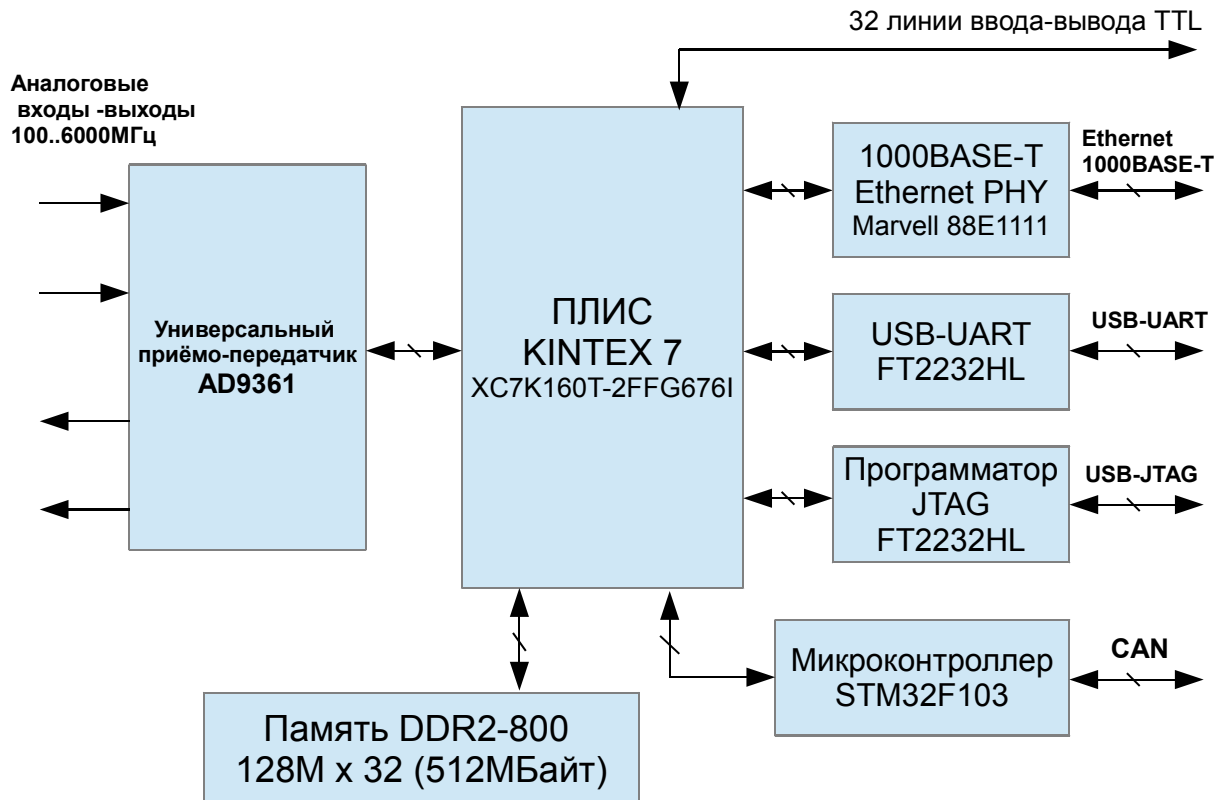 32 линии ввода-вывода TTL
Аналоговые
входы -выходы
100..6000МГц
Универсальный
приёмо-передатчик
AD9361
ПЛИС
KINTEX 7
XC7K160T-2FFG676I
1000BASE-T
Ethernet PHY
Marvell 88E1111
Ethernet
1000BASE-T
USB-UART
FT2232HL
USB-UART
Программатор
JTAG
FT2232HL
USB-JTAG
Микроконтроллер
STM32F103
CAN
Память DDR2-800
128M x 32 (512МБайт)